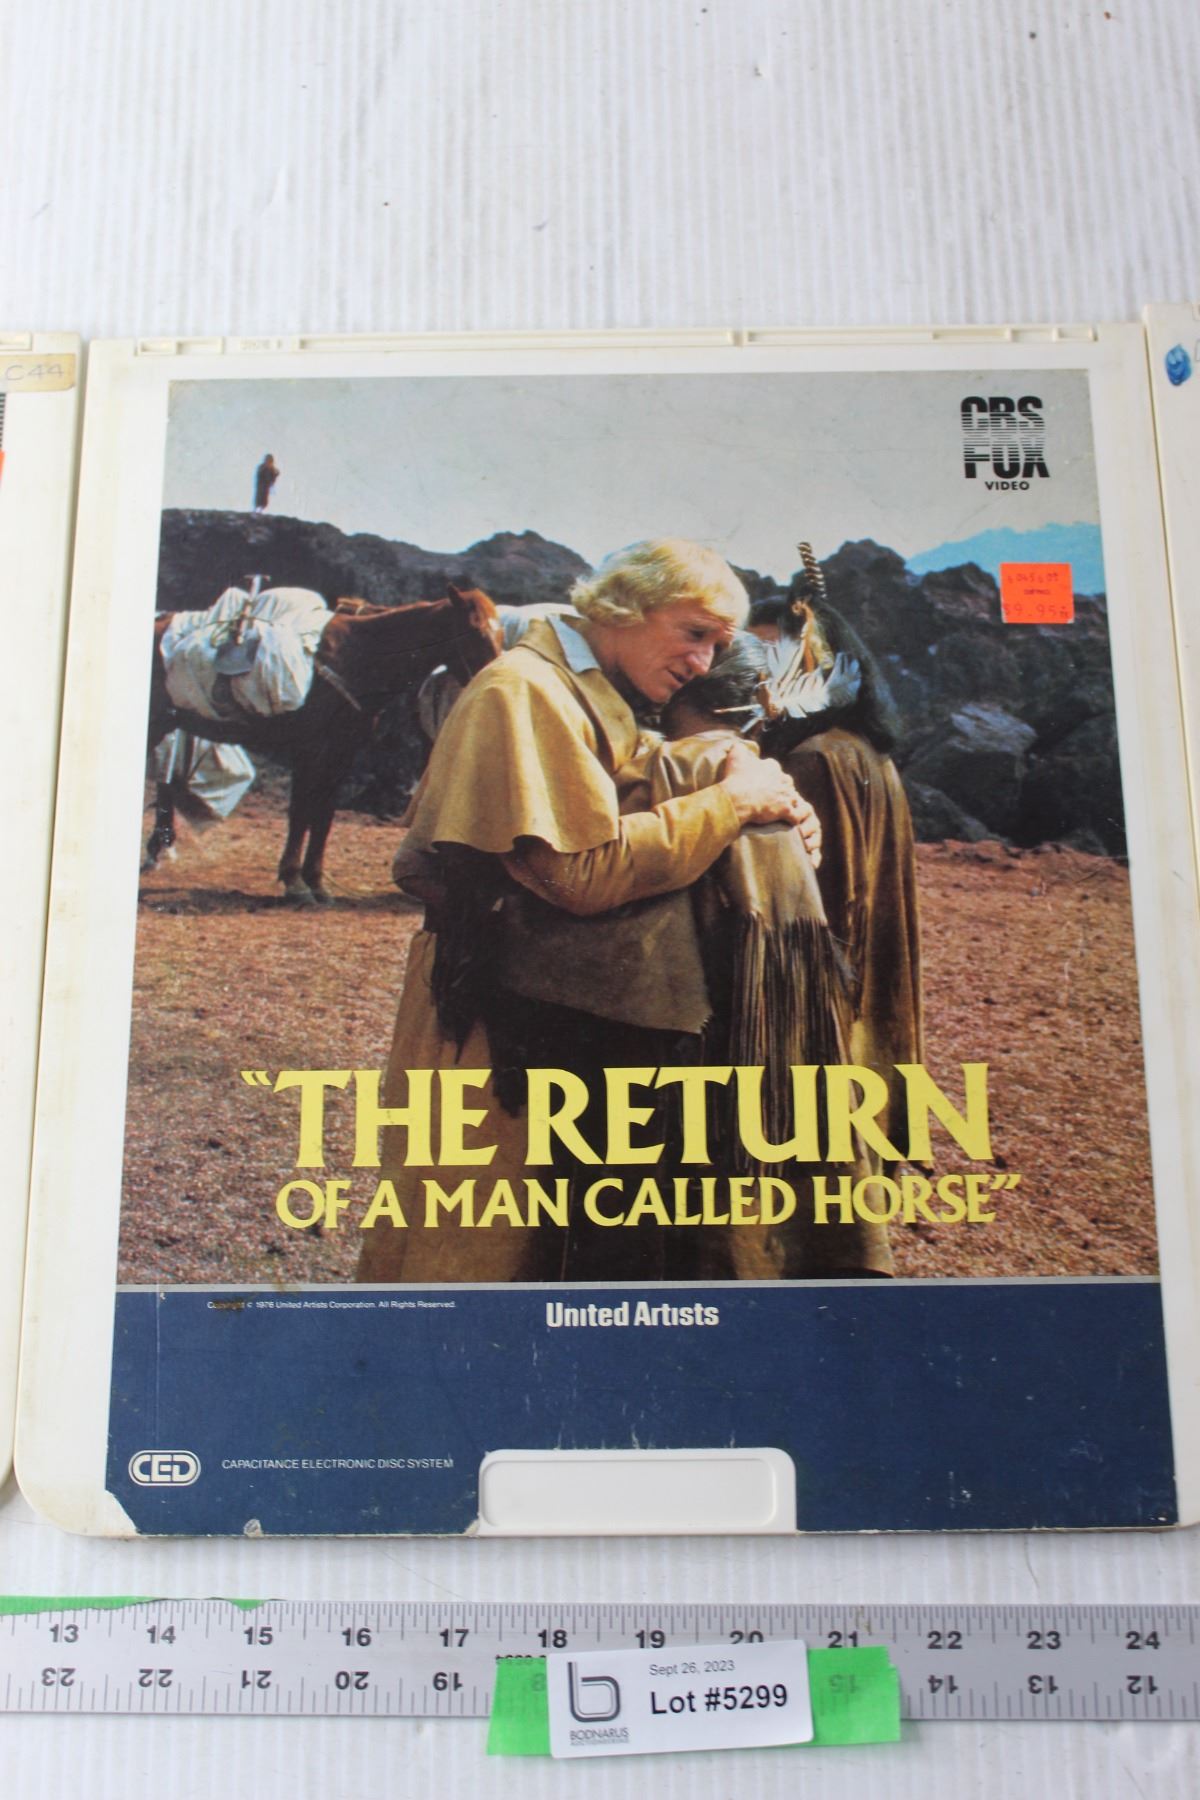 C44
CBS
FOX
VIDEO
$9.95
"THE RETURN
OF A MAN CALLED HORSE"
Copyright © 1976 United Artists Corporation. All Rights Reserved.
United Artists
CED
CAPACITANCE ELECTRONIC DISC SYSTEM
13 14 15 16 17 18 19 20 21 22 23 24
23 22 21 20 19 15 14 13 12
Sept 26, 2023
Lot #5299
BODNARUS
AUCTIONEERING